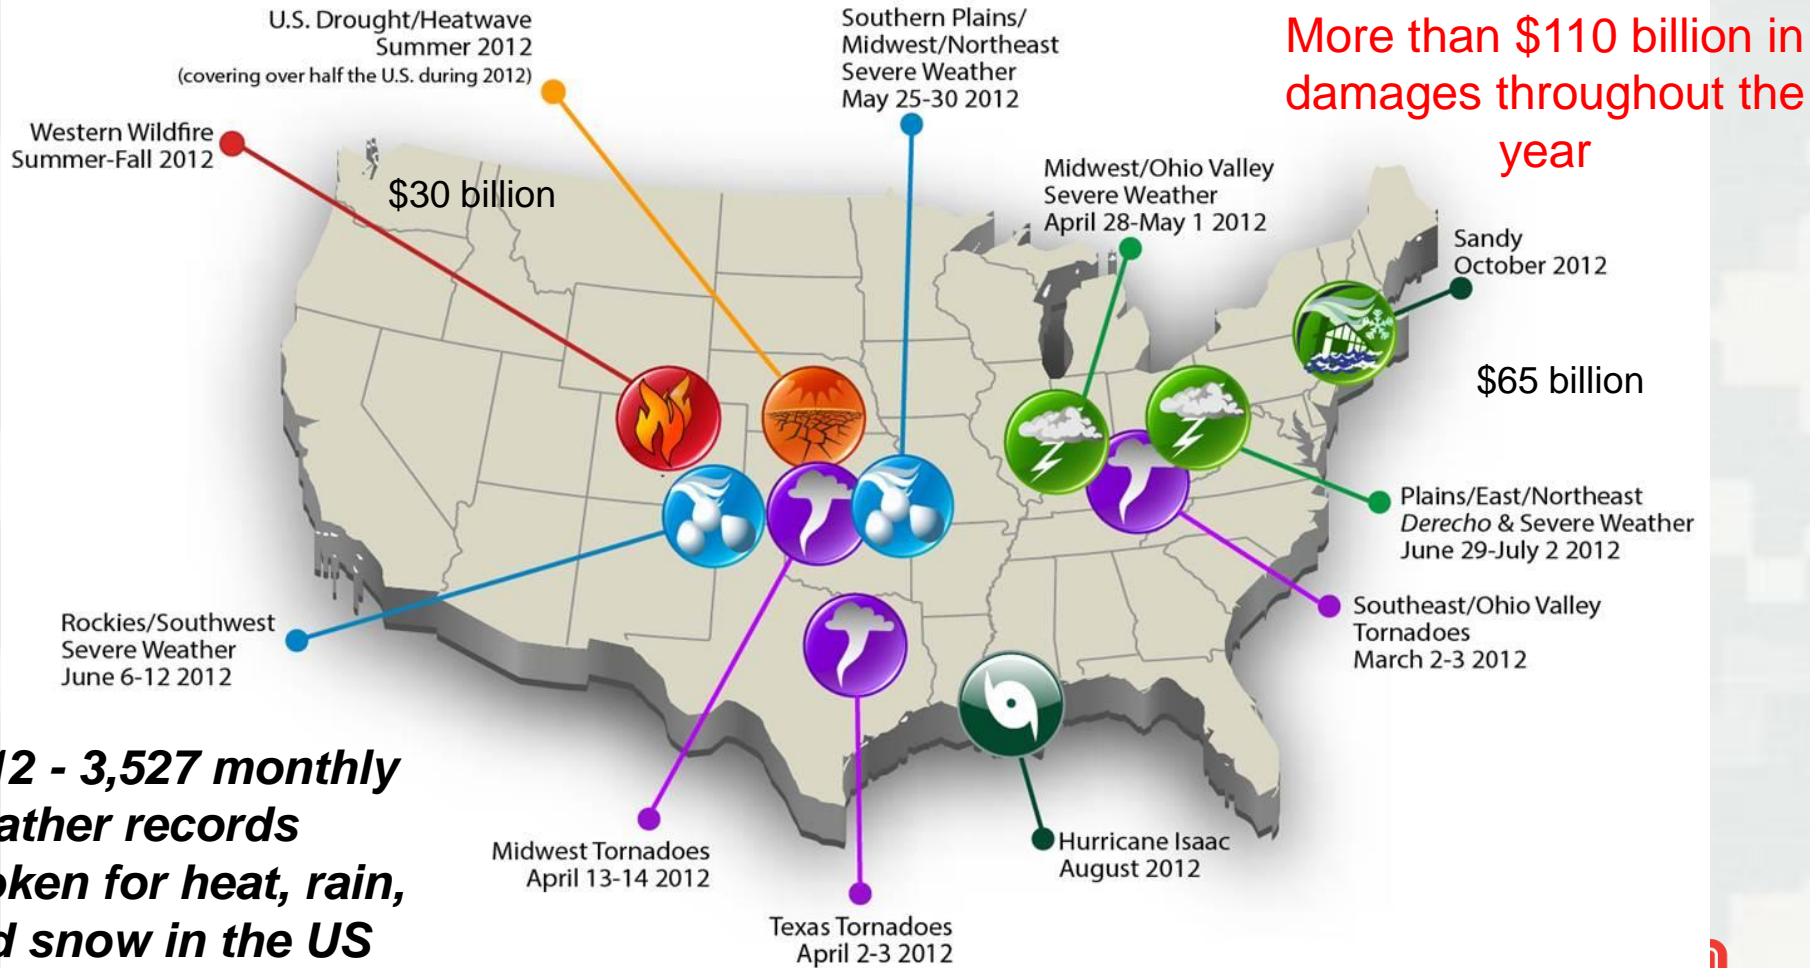 U.S. Drought/Heatwave
Summer 2012
(covering over half the U.S. during 2012)
Southern Plains/
Midwest/Northeast
Severe Weather
May 25-30 2012
More than $110 billion in
damages throughout the
year
Western Wildfire
Summer-Fall 2012
$30 billion
Midwest/Ohio Valley
Severe Weather
April 28-May 1 2012
Sandy
October 2012
$65 billion
Plains/East/Northeast
Derecho & Severe Weather
June 29-July 2 2012
Southeast/Ohio Valley
Tornadoes
March 2-3 2012
Rockies/Southwest
Severe Weather
June 6-12 2012
12 - 3,527 monthly
ather records
oken for heat, rain,
d snow in the US
Midwest Tornadoes
April 13-14 2012
Hurricane Isaac
August 2012
Texas Tornadoes
April 2-3 2012